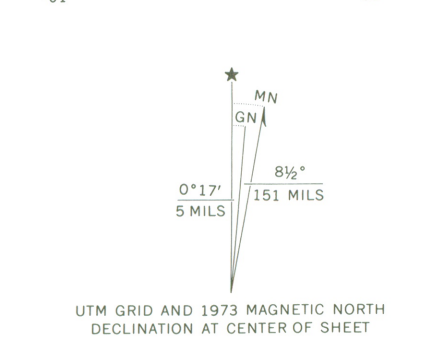 MN
GN
8½°
151 MILS
0°17′
5 MILS
UTM GRID AND 1973 MAGNETIC NORTH
DECLINATION AT CENTER OF SHEET